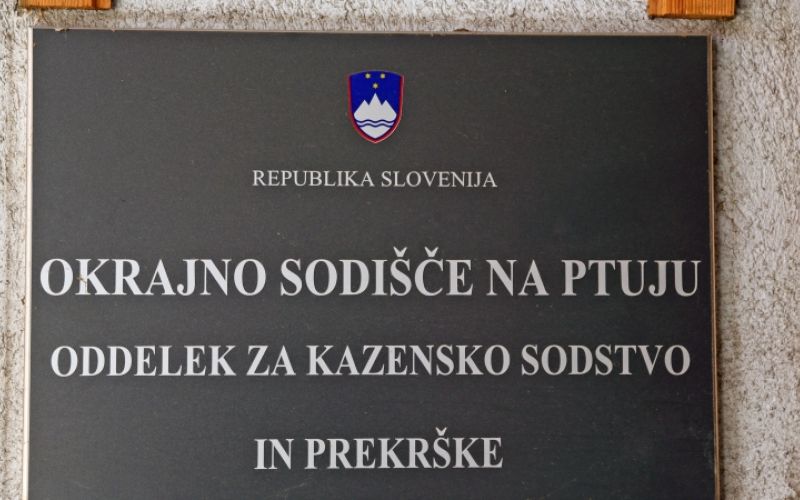 REPUBLIKA SLOVENIJA
OKRAJNO SODIŠČE NA PTUJU
ODDELEK ZA KAZENSKO SODSTVO
IN PREKRŠKE